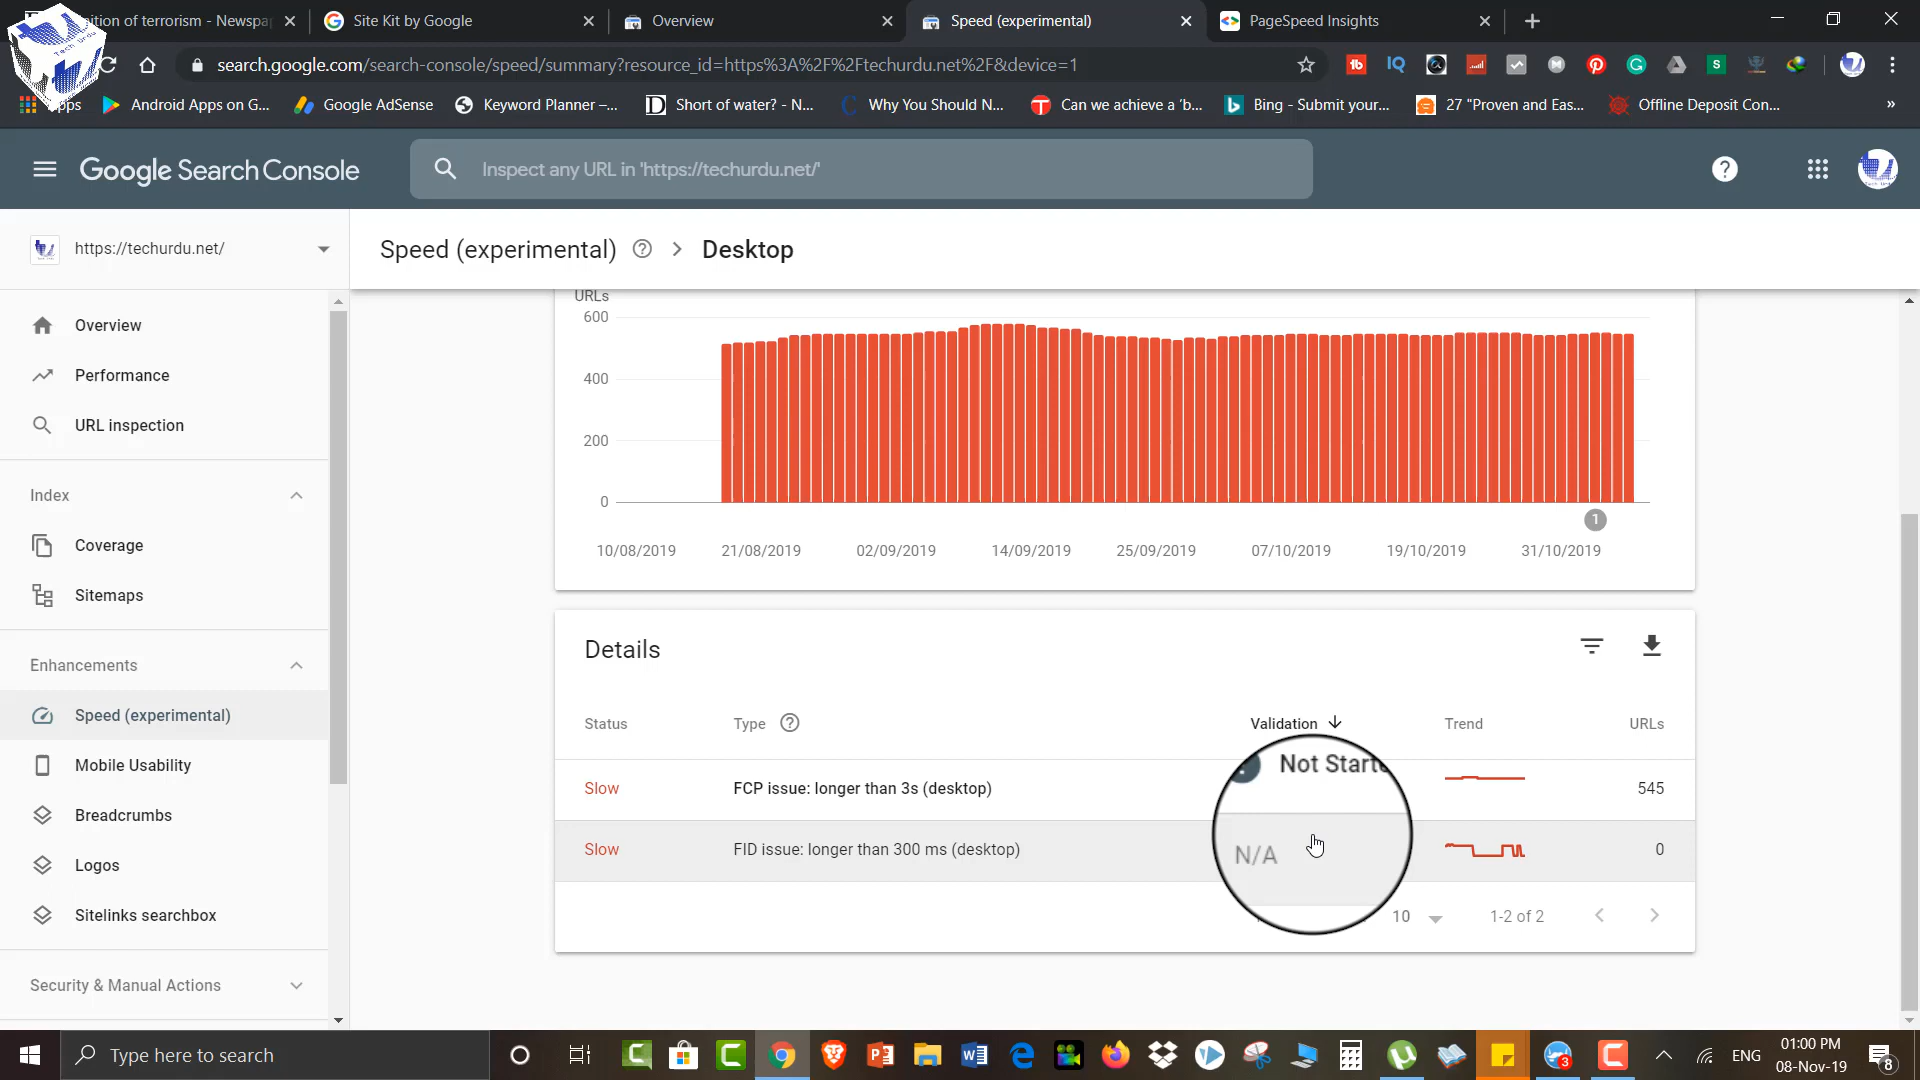 nition of terrorism - Newspa
Site Kit by Google
Overview
Speed (experimental)
PageSpeed Insights
Tech Urdu
search.google.com/search-console/speed/summary?resource_id=https%3A%2F%2Ftechurdu.net%2F&device=1
Apps
Android Apps on G...
Google AdSense
Keyword Planner –...
Short of water? - N...
Why You Should N...
Can we achieve a 'b...
Bing - Submit your...
27 "Proven and Eas...
Offline Deposit Con...
»
Google Search Console
Inspect any URL in 'https://techurdu.net/'
https://techurdu.net/
Speed (experimental) > Desktop
Overview
Performance
URL inspection
Index
Coverage
Sitemaps
Enhancements
Speed (experimental)
Mobile Usability
Breadcrumbs
Logos
Sitelinks searchbox
Security & Manual Actions
URLs
600
400
200
0
1
10/08/2019 21/08/2019 02/09/2019 14/09/2019 25/09/2019 07/10/2019 19/10/2019 31/10/2019
Details
Status Type Validation Trend URLs
Slow FCP issue: longer than 3s (desktop) Not Starte 545
Slow FID issue: longer than 300 ms (desktop) N/A 0
10 1-2 of 2
Type here to search
ENG
01:00 PM
08-Nov-19
3
8